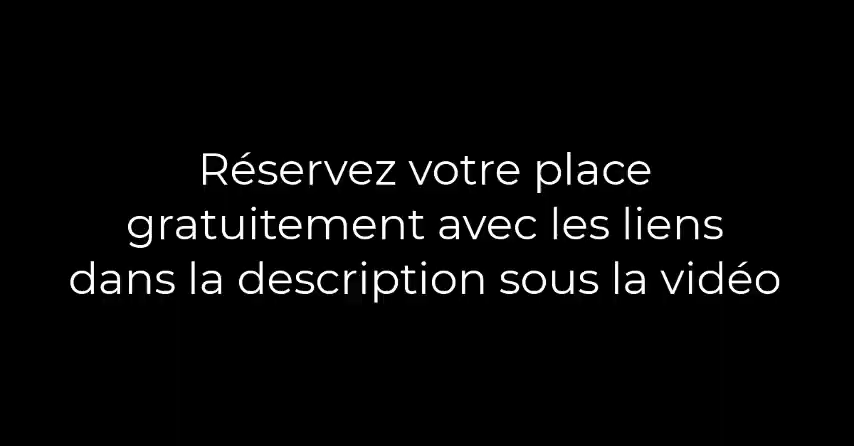 Réservez votre place
gratuitement avec les liens
dans la description sous la vidéo